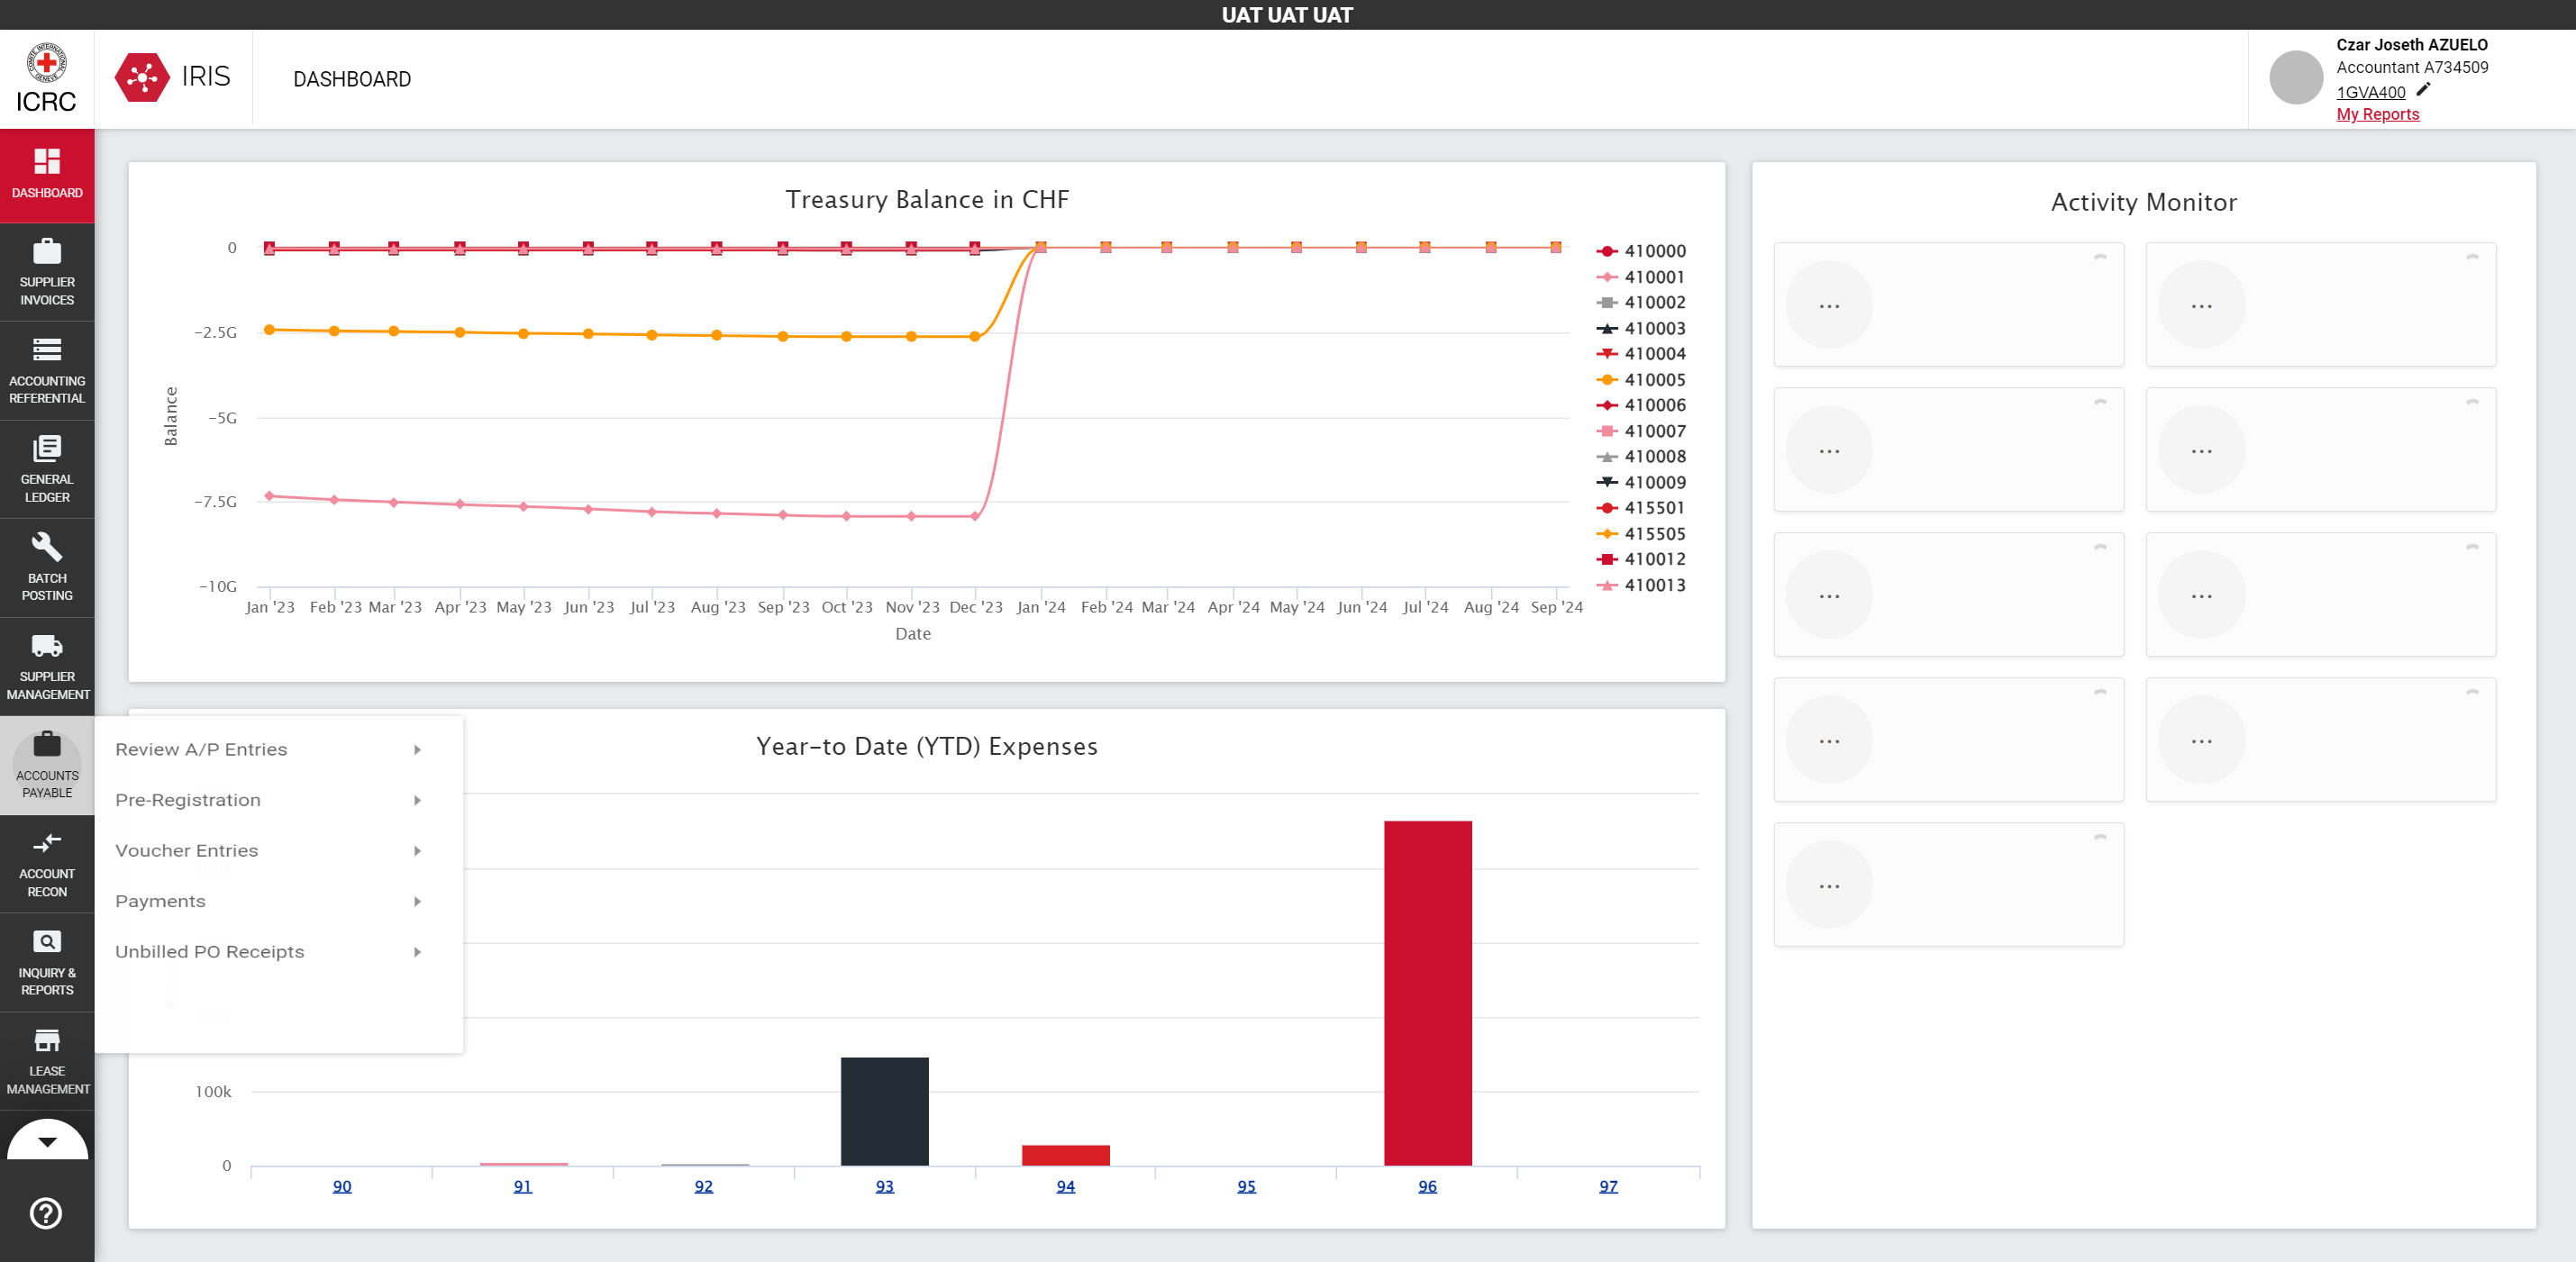 UAT UAT UAT
ICRC
IRIS
DASHBOARD
Czar Joseth AZUELO
Accountant A734509
1GVA400
My Reports
DASHBOARD
SUPPLIER
INVOICES
ACCOUNTING
REFERENTIAL
GENERAL
LEDGER
BATCH
POSTING
SUPPLIER
MANAGEMENT
ACCOUNTS
PAYABLE
ACCOUNT
RECON
INQUIRY &
REPORTS
LEASE
MANAGEMENT
Review A/P Entries
Pre-Registration
Voucher Entries
Payments
Unbilled PO Receipts
Treasury Balance in CHF
Balance
0
-2.5G
-5G
-7.5G
-10G
Jan '23 Feb '23 Mar '23 Apr '23 May '23 Jun '23 Jul '23 Aug '23 Sep '23 Oct '23 Nov '23 Dec '23 Jan '24 Feb '24 Mar '24 Apr '24 May '24 Jun '24 Jul '24 Aug '24 Sep '24
Date
410000
410001
410002
410003
410004
410005
410006
410007
410008
410009
415501
415505
410012
410013
Year-to Date (YTD) Expenses
100k
0
90 91 92 93 94 95 96 97
Activity Monitor
... ...
... ...
... ...
... ...
...